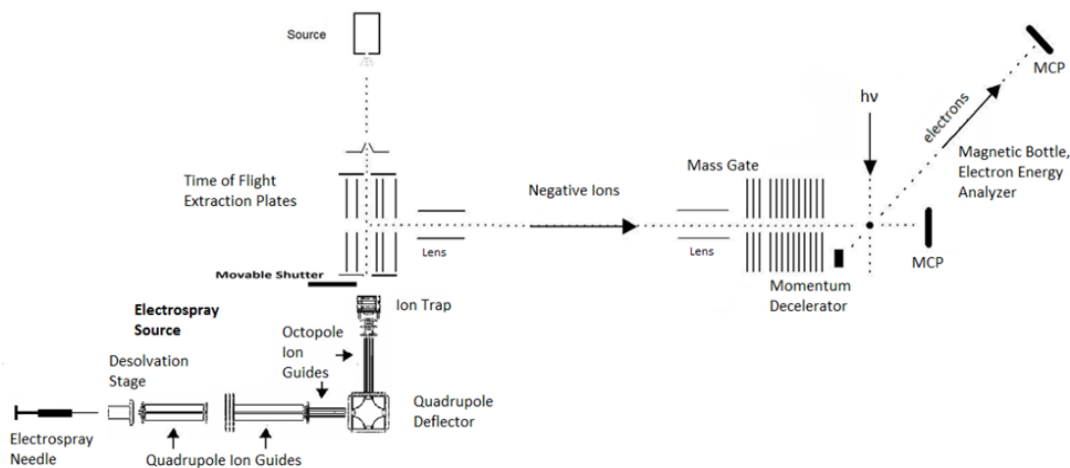 Source
MCP
hν
electrons
Magnetic Bottle,
Electron Energy
Analyzer
Mass Gate
Time of Flight
Extraction Plates
Negative Ions
Lens
Lens
MCP
Movable Shutter
Momentum
Decelerator
Ion Trap
Electrospray
Source
Octopole
Ion
Guides
Desolvation
Stage
Quadrupole
Deflector
Electrospray
Needle
Quadrupole Ion Guides